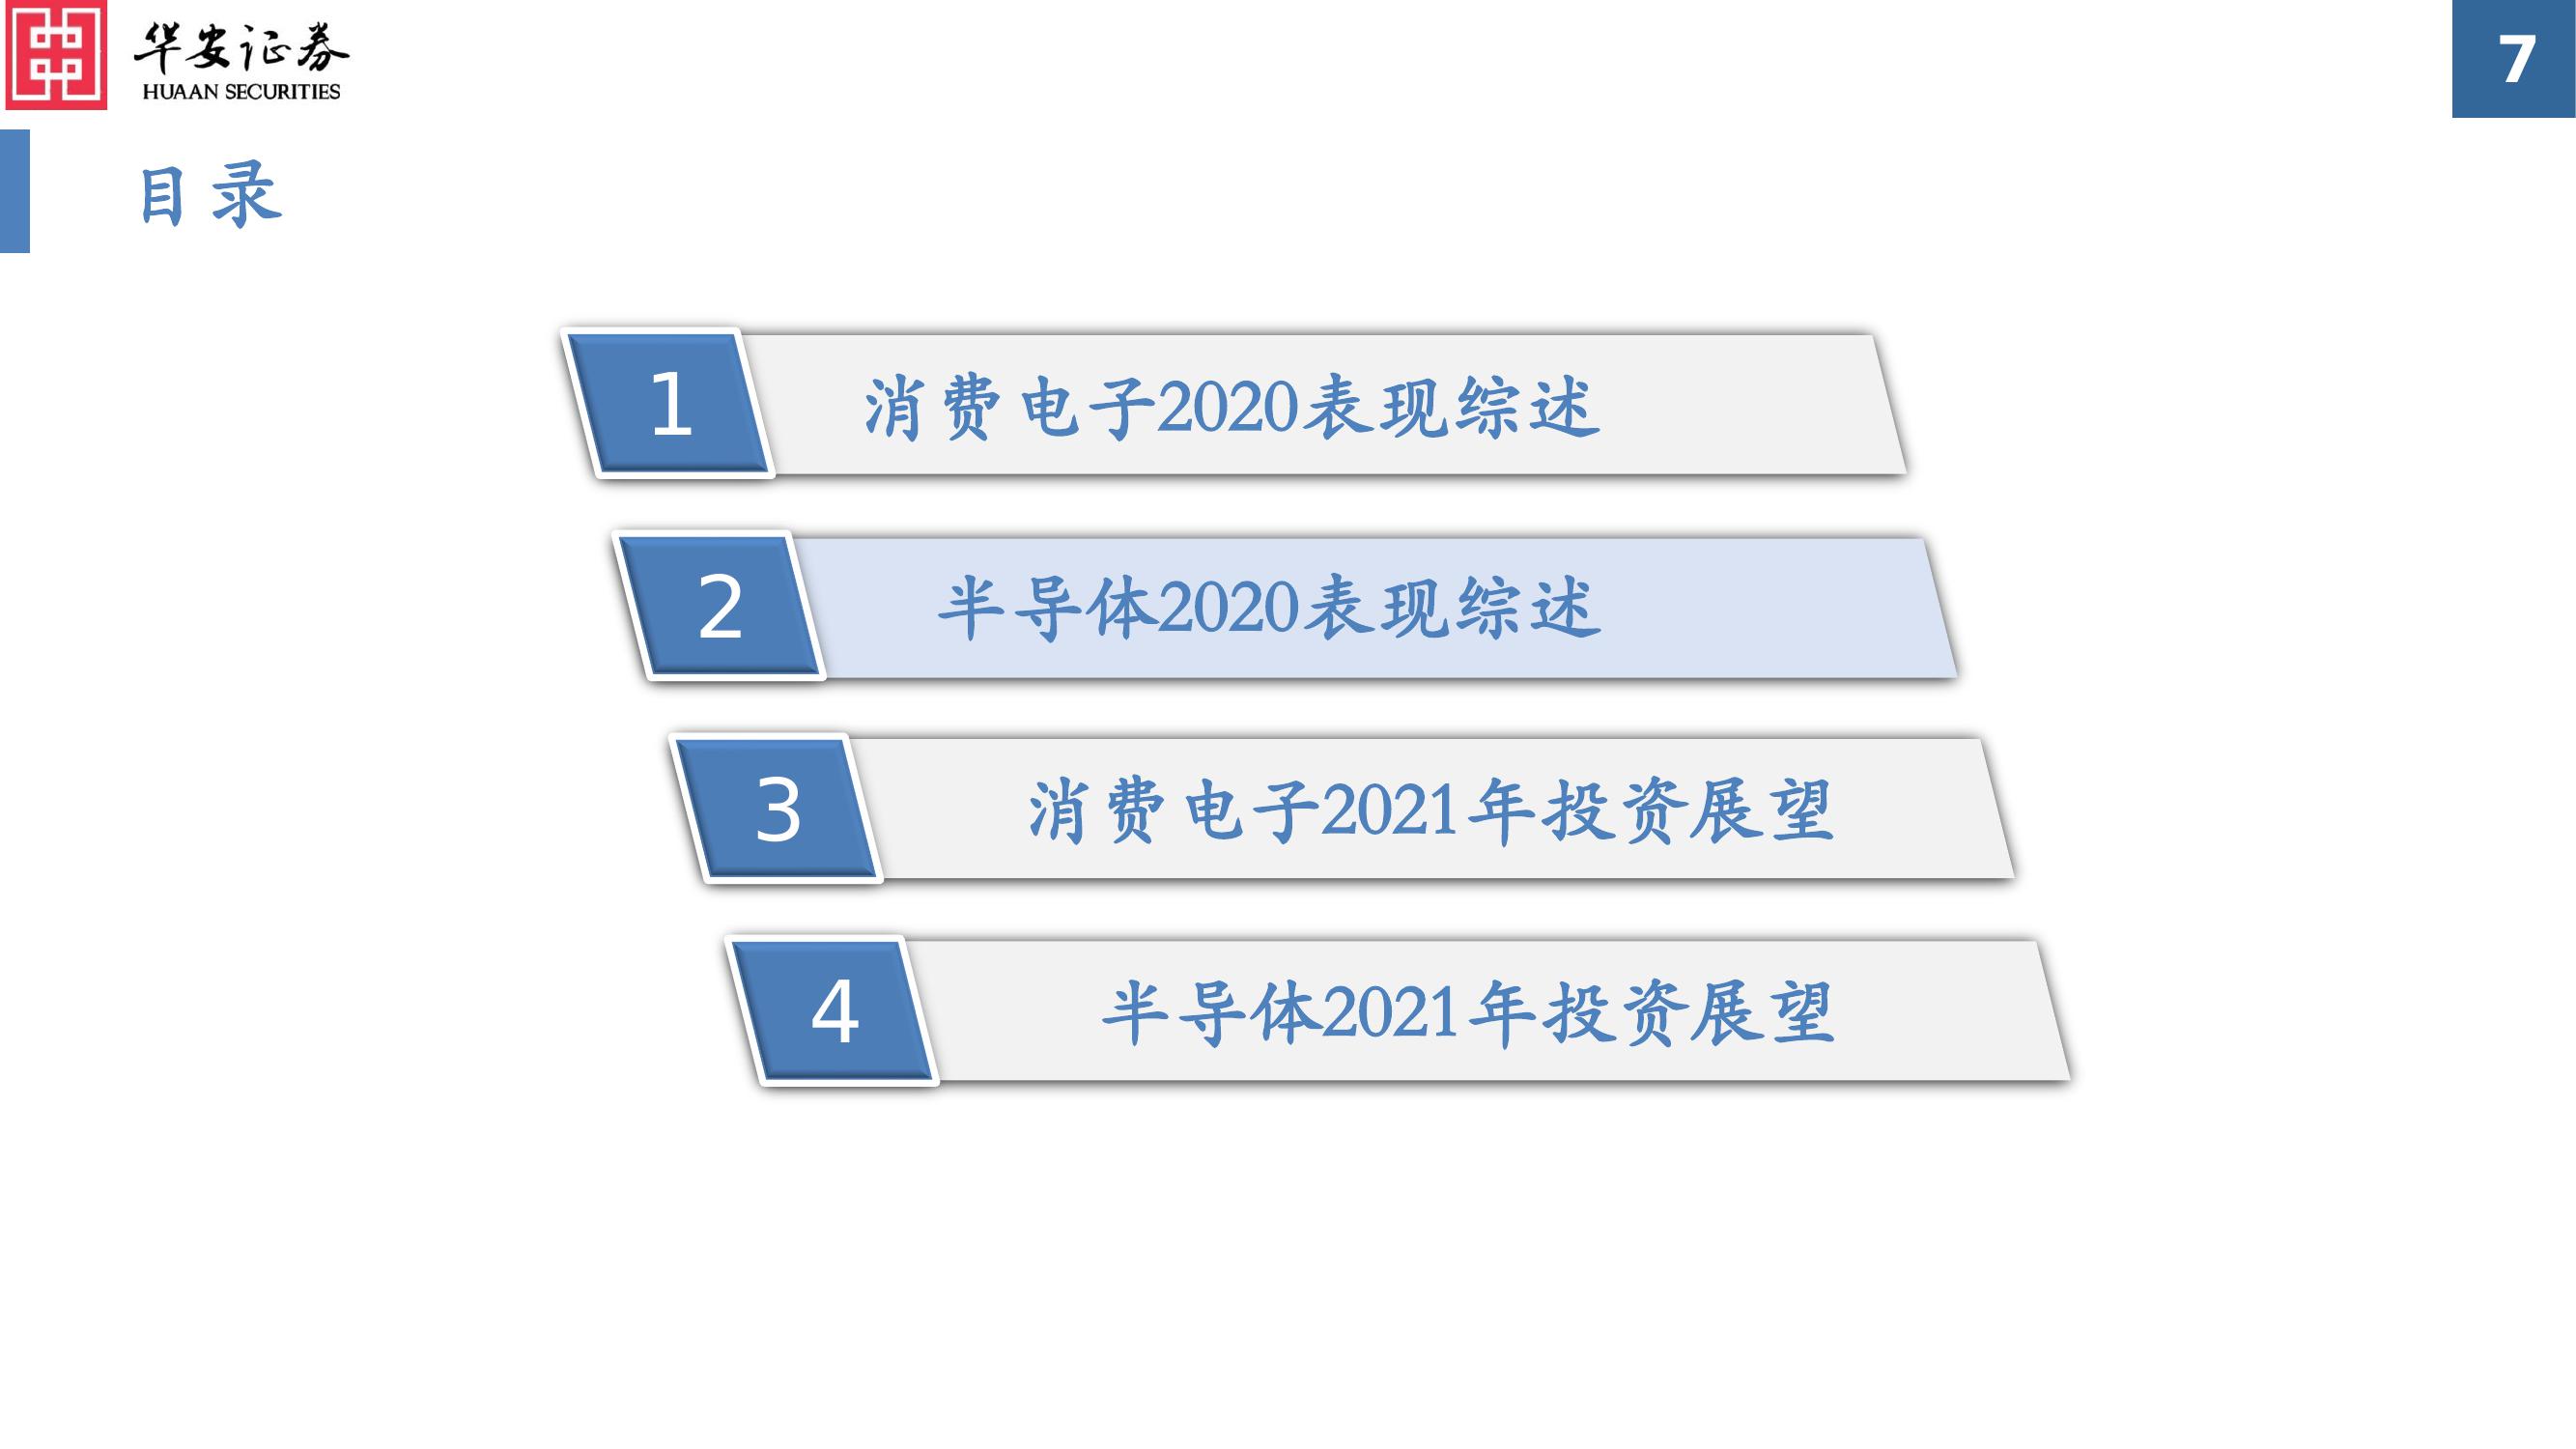 华安证券
HUAAN SECURITIES
7
目录
1 消费电子2020表现综述
2 半导体2020表现综述
3 消费电子2021年投资展望
4 半导体2021年投资展望